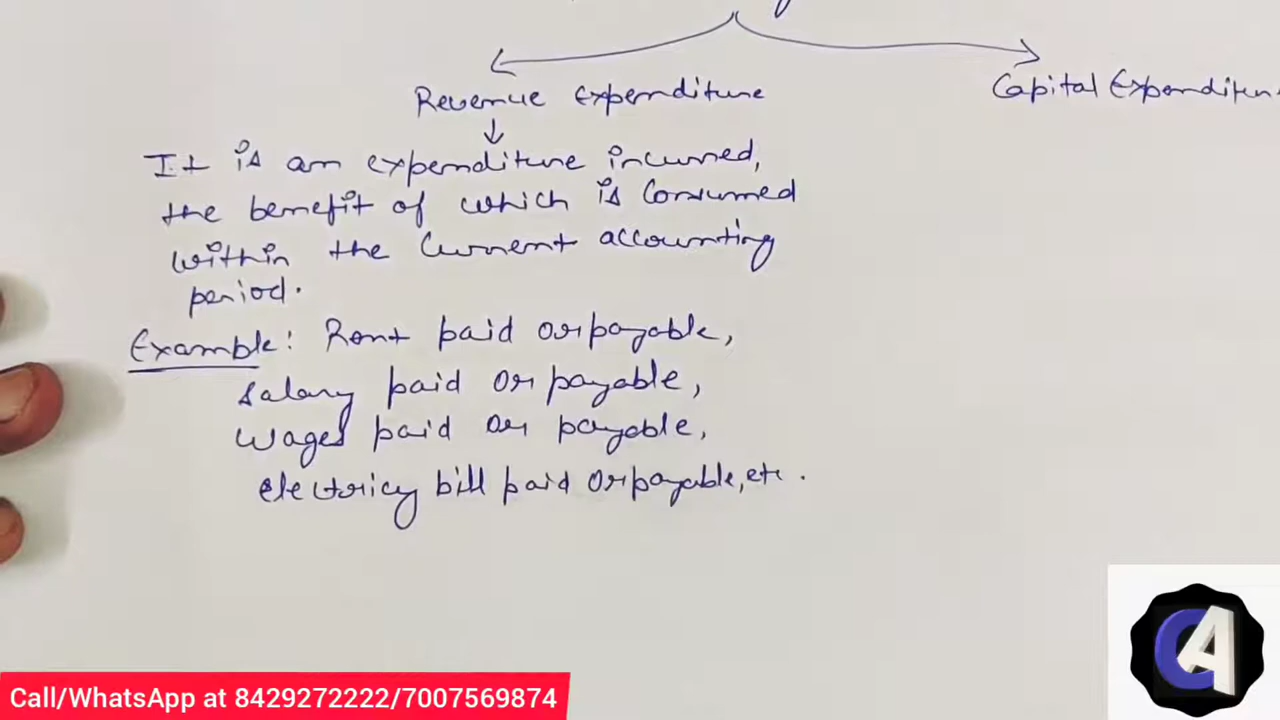 Revenue Expenditure
Capital Expenditure
It is an expenditure incurred,
the benefit of which is Consumed
within the Current accounting
period.
Example: Rent paid or payable,
Salary paid or payable,
Wages paid or payable,
electricy bill paid or payable, etc.
CA
Call/WhatsApp at 8429272222/7007569874